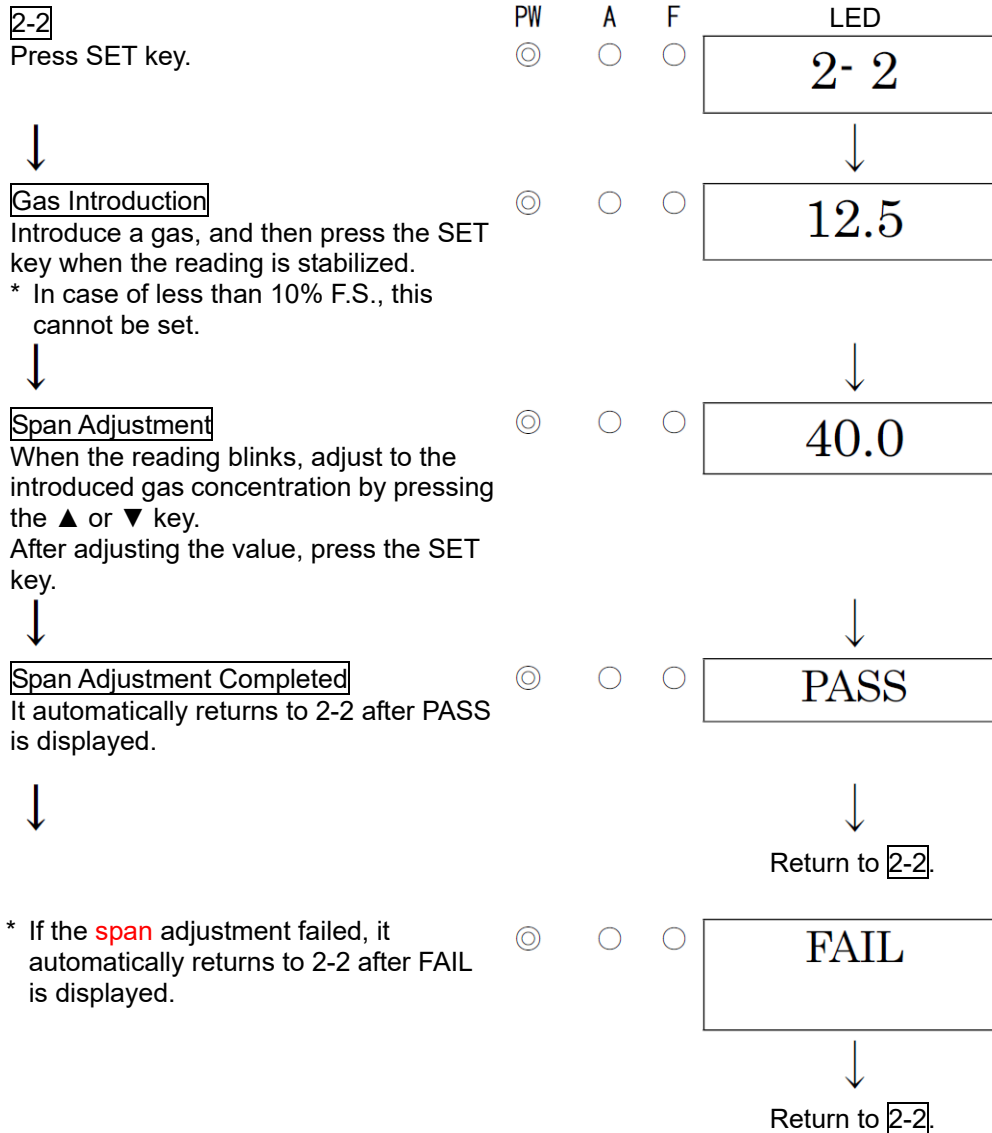 2-2 PW A F LED
Press SET key. ◎ ○ ○ 2- 2
↓ ↓
Gas Introduction ◎ ○ ○ 12.5
Introduce a gas, and then press the SET
key when the reading is stabilized.
* In case of less than 10% F.S., this
cannot be set.
↓ ↓
Span Adjustment ◎ ○ ○ 40.0
When the reading blinks, adjust to the
introduced gas concentration by pressing
the ▲ or ▼ key.
After adjusting the value, press the SET
key.
↓ ↓
Span Adjustment Completed ◎ ○ ○ PASS
It automatically returns to 2-2 after PASS
is displayed.
↓ ↓
Return to 2-2.
* If the span adjustment failed, it ◎ ○ ○ FAIL
automatically returns to 2-2 after FAIL
is displayed.
↓
Return to 2-2.